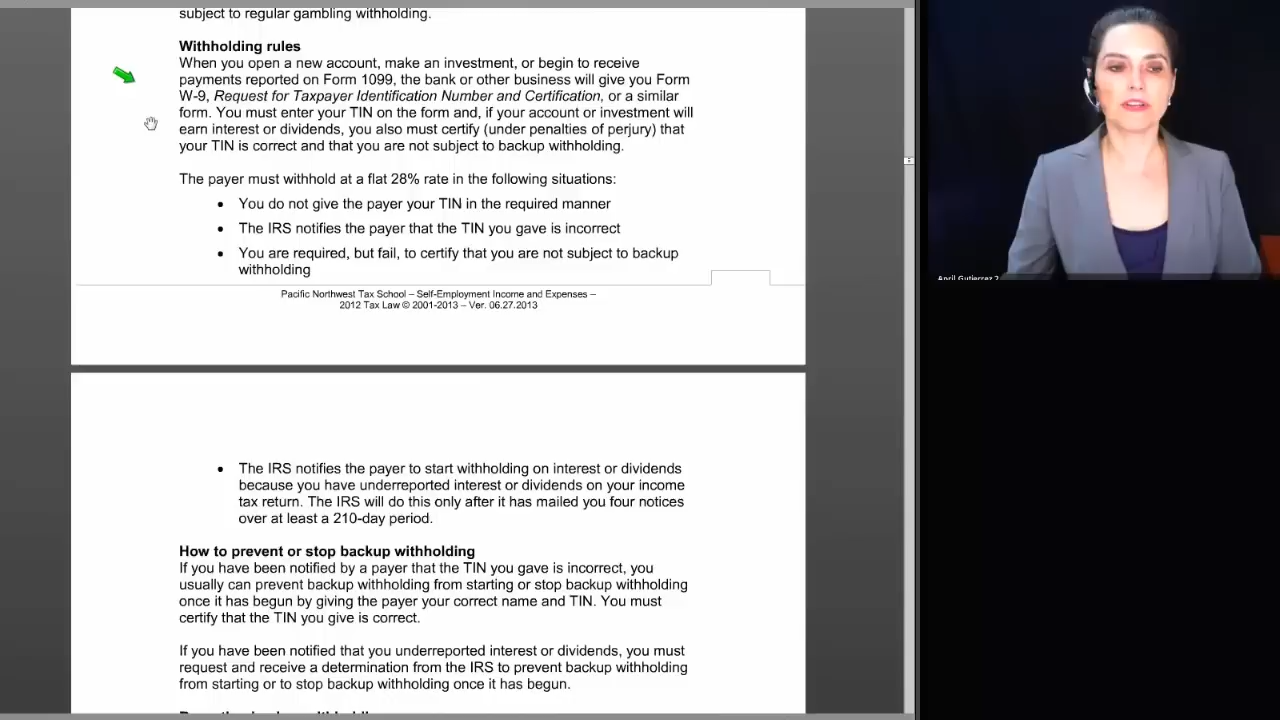 subject to regular gambling withholding.
Withholding rules
When you open a new account, make an investment, or begin to receive
payments reported on Form 1099, the bank or other business will give you Form
W-9, Request for Taxpayer Identification Number and Certification, or a similar
form. You must enter your TIN on the form and, if your account or investment will
earn interest or dividends, you also must certify (under penalties of perjury) that
your TIN is correct and that you are not subject to backup withholding.
The payer must withhold at a flat 28% rate in the following situations:
• You do not give the payer your TIN in the required manner
• The IRS notifies the payer that the TIN you gave is incorrect
• You are required, but fail, to certify that you are not subject to backup
withholding
Pacific Northwest Tax School – Self-Employment Income and Expenses –
2012 Tax Law © 2001-2013 – Ver. 06.27.2013
• The IRS notifies the payer to start withholding on interest or dividends
because you have underreported interest or dividends on your income
tax return. The IRS will do this only after it has mailed you four notices
over at least a 210-day period.
How to prevent or stop backup withholding
If you have been notified by a payer that the TIN you gave is incorrect, you
usually can prevent backup withholding from starting or stop backup withholding
once it has begun by giving the payer your correct name and TIN. You must
certify that the TIN you give is correct.
If you have been notified that you underreported interest or dividends, you must
request and receive a determination from the IRS to prevent backup withholding
from starting or to stop backup withholding once it has begun.
April Gutierrez 2